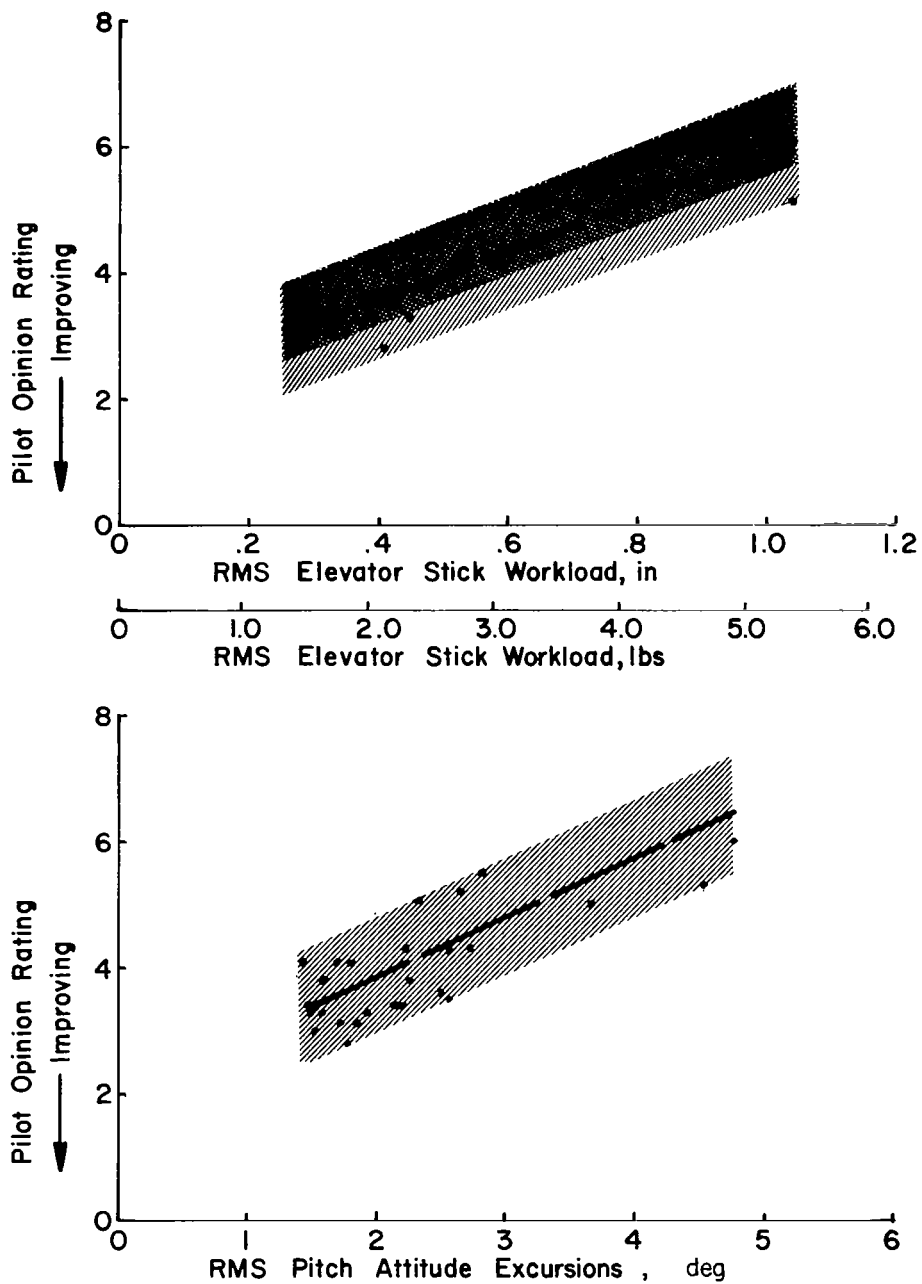 8
6
4
2
0
Pilot Opinion Rating
Improving
0 .2 .4 .6 .8 1.0 1.2
RMS Elevator Stick Workload, in
0 1.0 2.0 3.0 4.0 5.0 6.0
RMS Elevator Stick Workload, lbs
8
6
4
2
0
Pilot Opinion Rating
Improving
0 1 2 3 4 5 6
RMS Pitch Attitude Excursions , deg